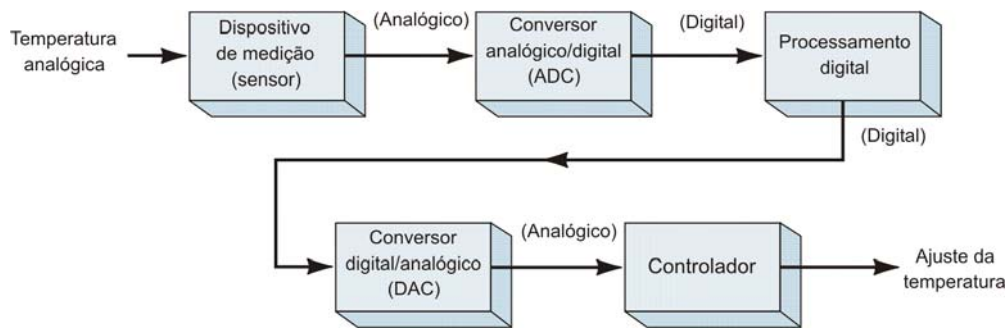 Temperatura
analógica
Dispositivo
de medição
(sensor)
(Analógico)
Conversor
analógico/digital
(ADC)
(Digital)
Processamento
digital
(Digital)
Conversor
digital/analógico
(DAC)
(Analógico)
Controlador
Ajuste da
temperatura